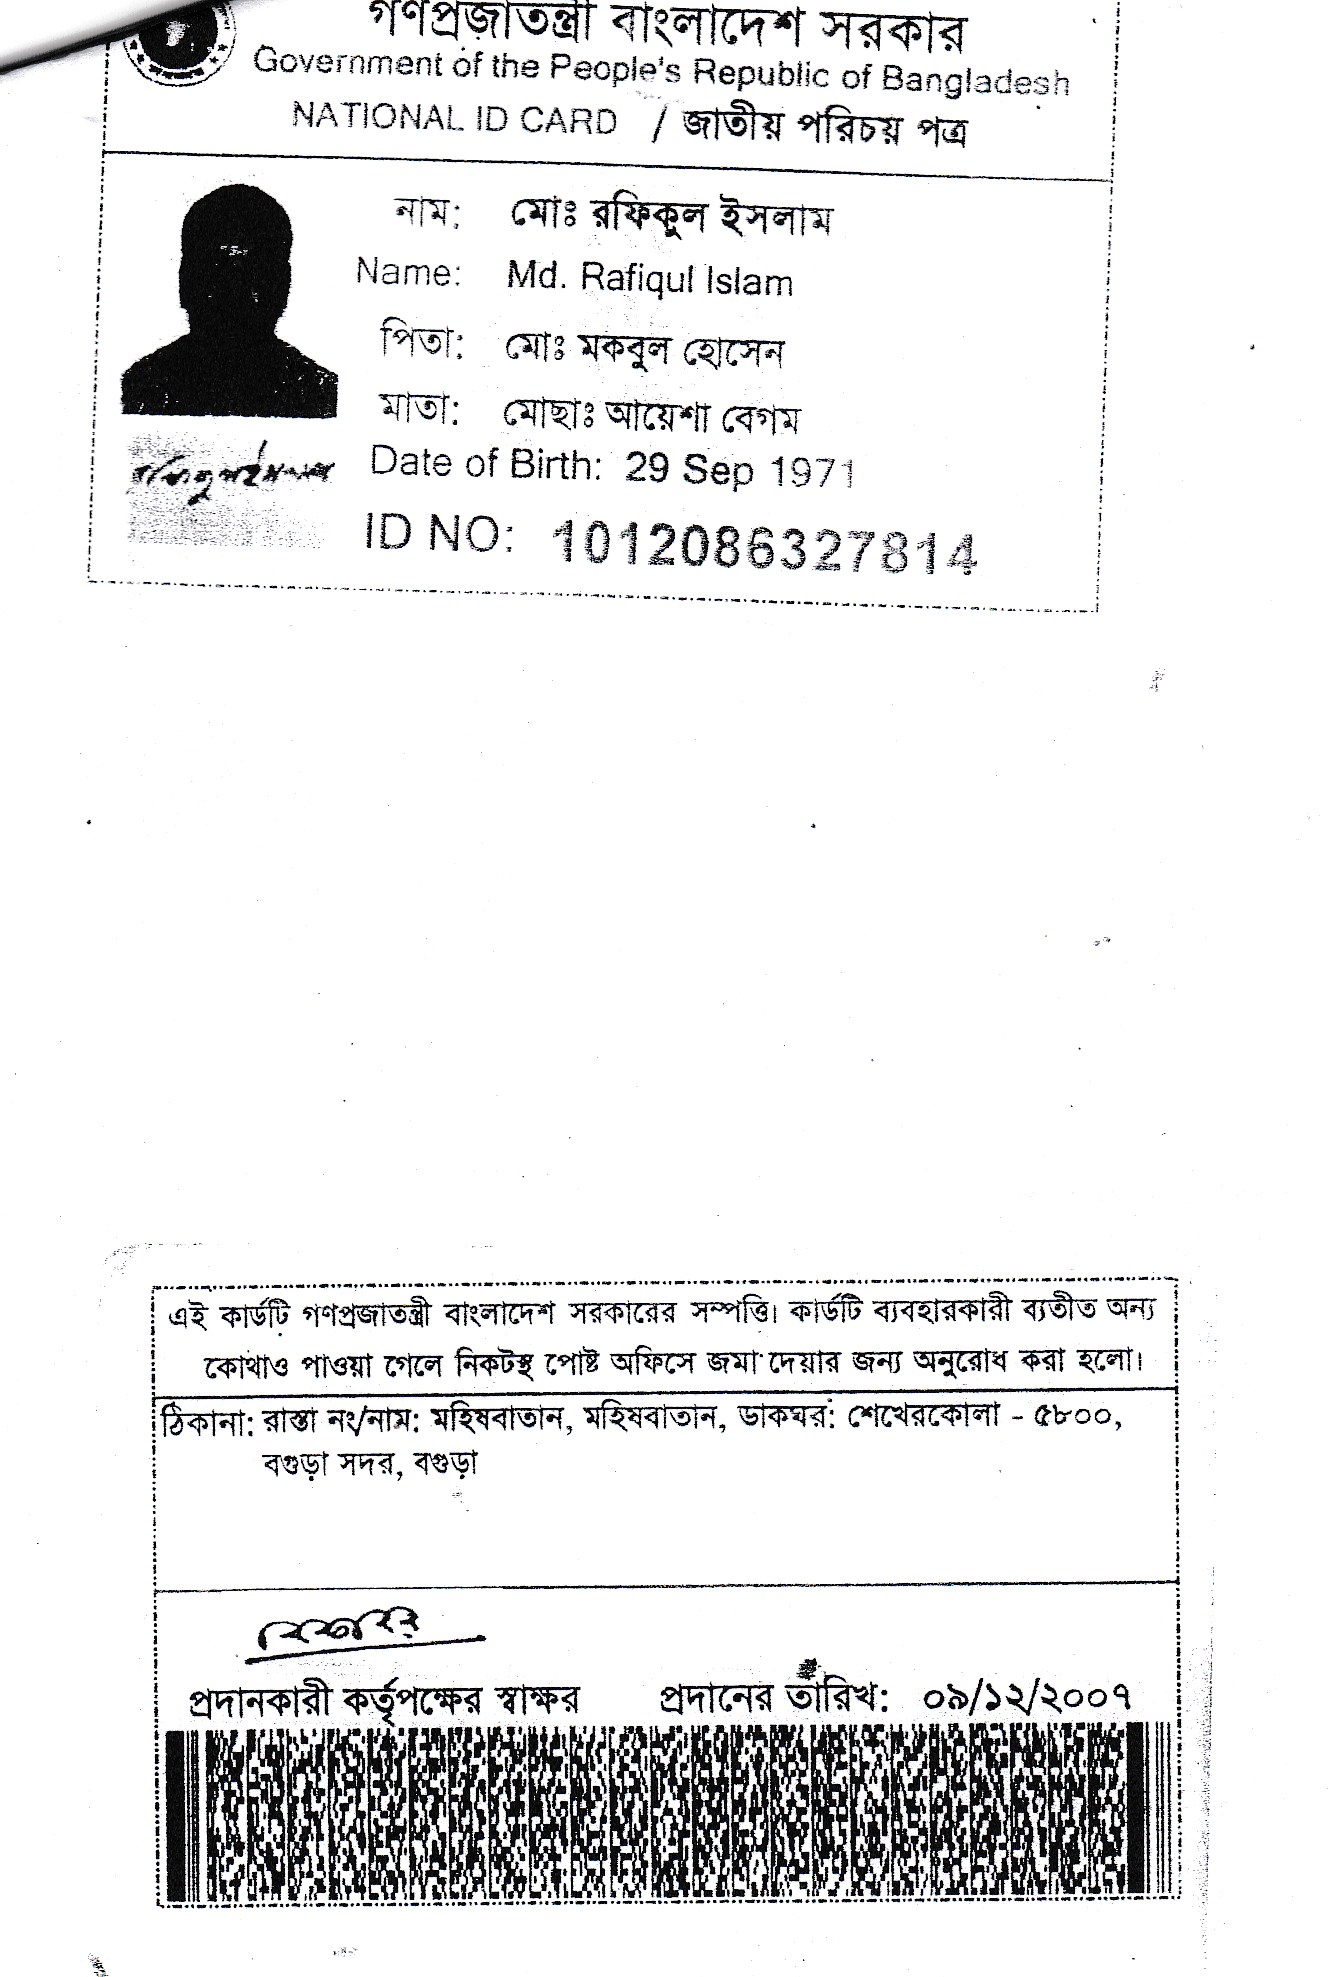 গণপ্রজাতন্ত্রী বাংলাদেশ সরকার
Government of the People's Republic of Bangladesh
NATIONAL ID CARD / জাতীয় পরিচয় পত্র
নাম: মোঃ রফিকুল ইসলাম
Name: Md. Rafiqul Islam
পিতা: মোঃ মকবুল হোসেন
মাতা: মোছাঃ আয়েশা বেগম
Date of Birth: 29 Sep 1971
ID NO: 1012086327814
এই কার্ডটি গণপ্রজাতন্ত্রী বাংলাদেশ সরকারের সম্পত্তি। কার্ডটি ব্যবহারকারী ব্যতীত অন্য
কোথাও পাওয়া গেলে নিকটস্থ পোষ্ট অফিসে জমা দেয়ার জন্য অনুরোধ করা হলো।
ঠিকানা: রাস্তা নং/নাম: মহিষবাতান, মহিষবাতান, ডাকঘর: শেখেরকোলা - ৫৮০০,
বগুড়া সদর, বগুড়া
প্রদানকারী কর্তৃপক্ষের স্বাক্ষর প্রদানের তারিখ: ০৯/১২/২০০৭